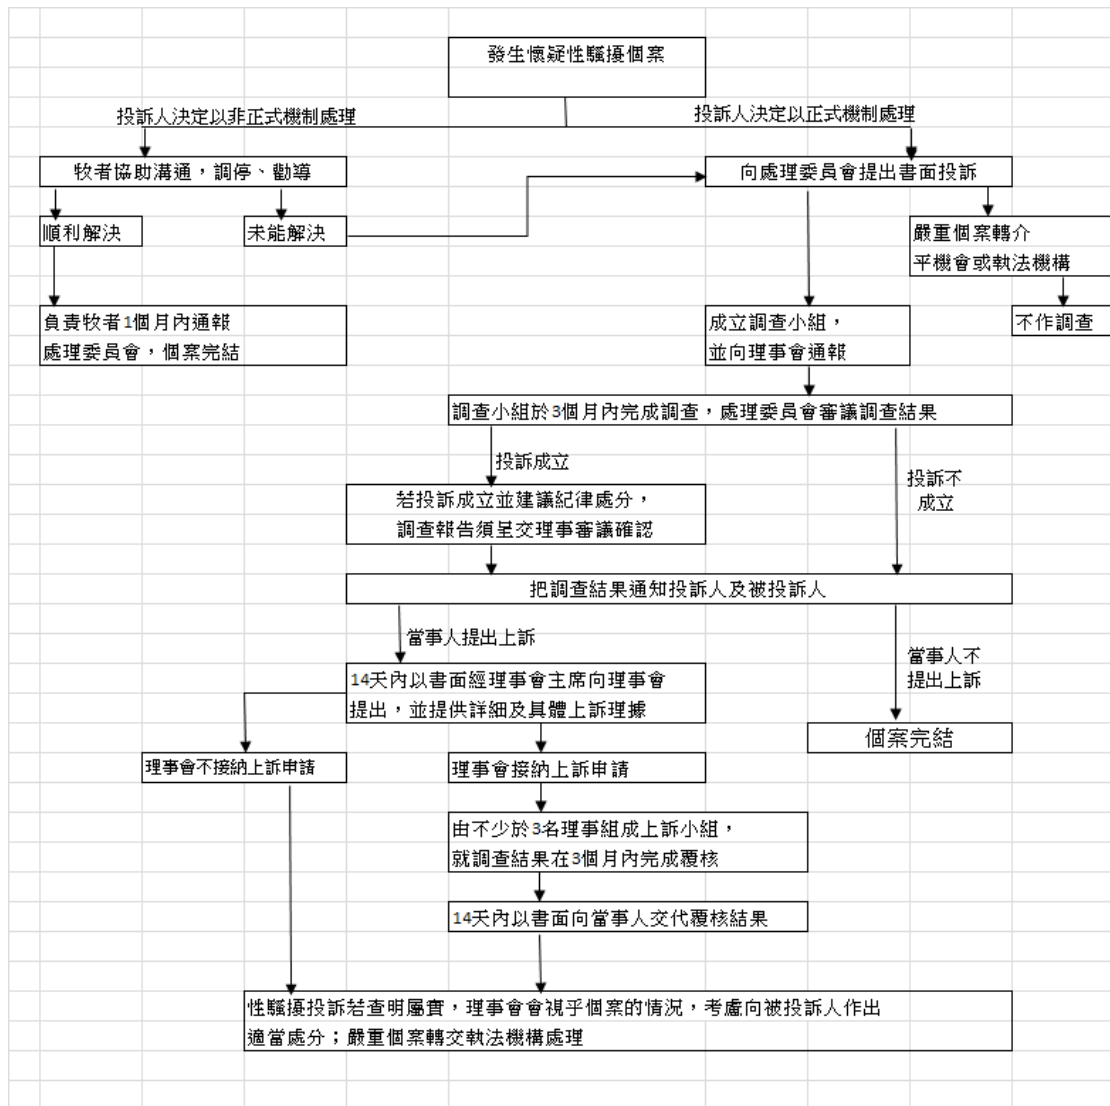 發生懷疑性騷擾個案
投訴人決定以非正式機制處理
投訴人決定以正式機制處理
牧者協助溝通，調停、勸導
向處理委員會提出書面投訴
順利解決
未能解決
嚴重個案轉介
平機會或執法機構
負責牧者1個月內通報
處理委員會，個案完結
成立調查小組，
並向理事會通報
不作調查
調查小組於3個月內完成調查，處理委員會審議調查結果
投訴成立
投訴不
成立
若投訴成立並建議紀律處分，
調查報告須呈交理事審議確認
把調查結果通知投訴人及被投訴人
當事人提出上訴
當事人不
提出上訴
14天內以書面經理事會主席向理事會
提出，並提供詳細及具體上訴理據
個案完結
理事會不接納上訴申請
理事會接納上訴申請
由不少於3名理事組成上訴小組，
就調查結果在3個月內完成覆核
14天內以書面向當事人交代覆核結果
性騷擾投訴若查明屬實，理事會會視乎個案的情況，考慮向被投訴人作出
適當處分；嚴重個案轉交執法機構處理